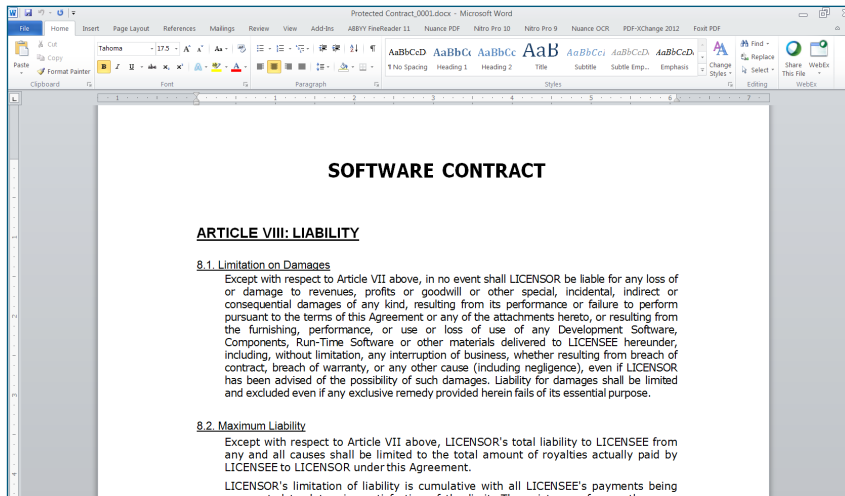 Protected Contract_0001.docx - Microsoft Word
File Home Insert Page Layout References Mailings Review View Add-Ins ABBYY FineReader 11 Nuance PDF Nitro Pro 10 Nitro Pro 9 Nuance OCR PDF-XChange 2012 Foxit PDF
Paste
Cut
Copy
Format Painter
Clipboard
Tahoma 17.5
Font
Paragraph
AaBbCcD AaBbCc AaBbCc AaB AaBbCcI AaBbCcDı AaBbCcDı
¶ No Spacing Heading 1 Heading 2 Title Subtitle Subtle Emp... Emphasis
Change Styles
Styles
Find
Replace
Select
Editing
Share This File
WebEx
WebEx
SOFTWARE CONTRACT
ARTICLE VIII: LIABILITY
8.1. Limitation on Damages
Except with respect to Article VII above, in no event shall LICENSOR be liable for any loss of
or damage to revenues, profits or goodwill or other special, incidental, indirect or
consequential damages of any kind, resulting from its performance or failure to perform
pursuant to the terms of this Agreement or any of the attachments hereto, or resulting from
the furnishing, performance, or use or loss of use of any Development Software,
Components, Run-Time Software or other materials delivered to LICENSEE hereunder,
including, without limitation, any interruption of business, whether resulting from breach of
contract, breach of warranty, or any other cause (including negligence), even if LICENSOR
has been advised of the possibility of such damages. Liability for damages shall be limited
and excluded even if any exclusive remedy provided herein fails of its essential purpose.
8.2. Maximum Liability
Except with respect to Article VII above, LICENSOR's total liability to LICENSEE from
any and all causes shall be limited to the total amount of royalties actually paid by
LICENSEE to LICENSOR under this Agreement.
LICENSOR's limitation of liability is cumulative with all LICENSEE's payments being